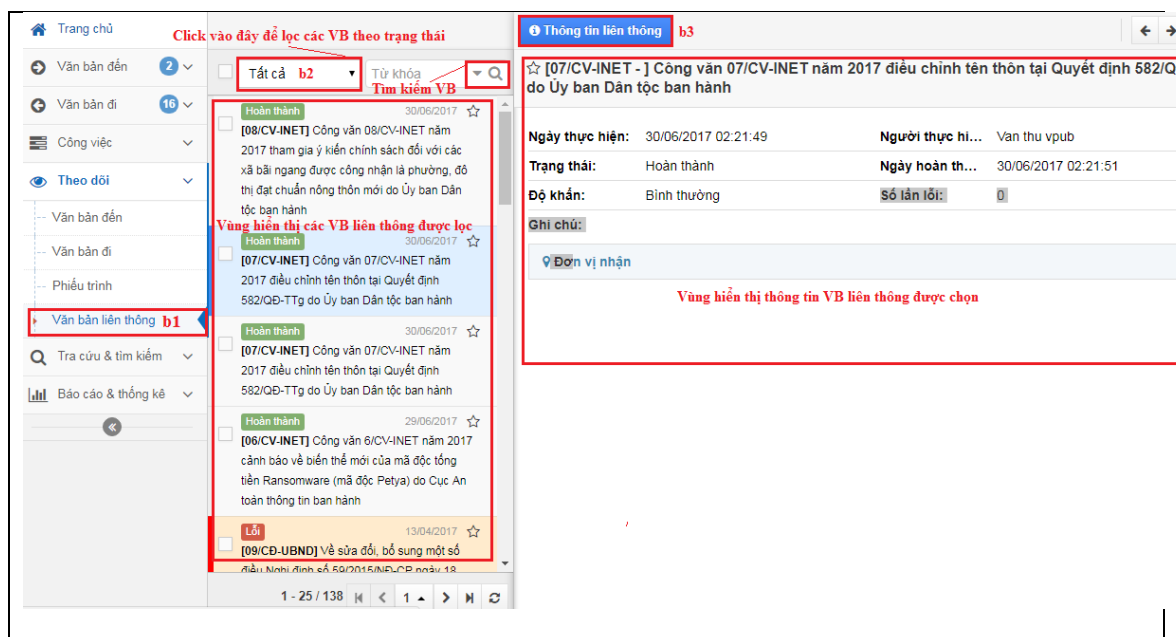 Trang chủ
Văn bản đến 2
Văn bản đi 16
Công việc
Theo dõi
Văn bản đến
Văn bản đi
Phiếu trình
Văn bản liên thông b1
Tra cứu & tìm kiếm
Báo cáo & thống kê
Click vào đây để lọc các VB theo trạng thái
Tất cả b2
Từ khóa
Tìm kiếm VB
Hoàn thành 30/06/2017
[08/CV-INET] Công văn 08/CV-INET năm
2017 tham gia ý kiến chính sách đối với các
xã bãi ngang được công nhận là phường, đô
thị đạt chuẩn nông thôn mới do Ủy ban Dân
tộc ban hành
Vùng hiển thị các VB liên thông được lọc
Hoàn thành 30/06/2017
[07/CV-INET] Công văn 07/CV-INET năm
2017 điều chỉnh tên thôn tại Quyết định
582/QĐ-TTg do Ủy ban Dân tộc ban hành
Hoàn thành 30/06/2017
[07/CV-INET] Công văn 07/CV-INET năm
2017 điều chỉnh tên thôn tại Quyết định
582/QĐ-TTg do Ủy ban Dân tộc ban hành
Hoàn thành 29/06/2017
[06/CV-INET] Công văn 6/CV-INET năm 2017
cảnh báo về biến thể mới của mã độc tống
tiền Ransomware (mã độc Petya) do Cục An
toàn thông tin ban hành
Lỗi 13/04/2017
[09/CĐ-UBND] Về sửa đổi, bổ sung một số
điều Nghị định số 59/2015/NĐ-CP ngày 18
1 - 25 / 138 1
Thông tin liên thông b3
[07/CV-INET - ] Công văn 07/CV-INET năm 2017 điều chỉnh tên thôn tại Quyết định 582/Q
do Ủy ban Dân tộc ban hành
Ngày thực hiện: 30/06/2017 02:21:49 Người thực hi... Van thu vpub
Trạng thái: Hoàn thành Ngày hoàn th... 30/06/2017 02:21:51
Độ khẩn: Bình thường Số lần lỗi: 0
Ghi chú:
Đơn vị nhận
Vùng hiển thị thông tin VB liên thông được chọn